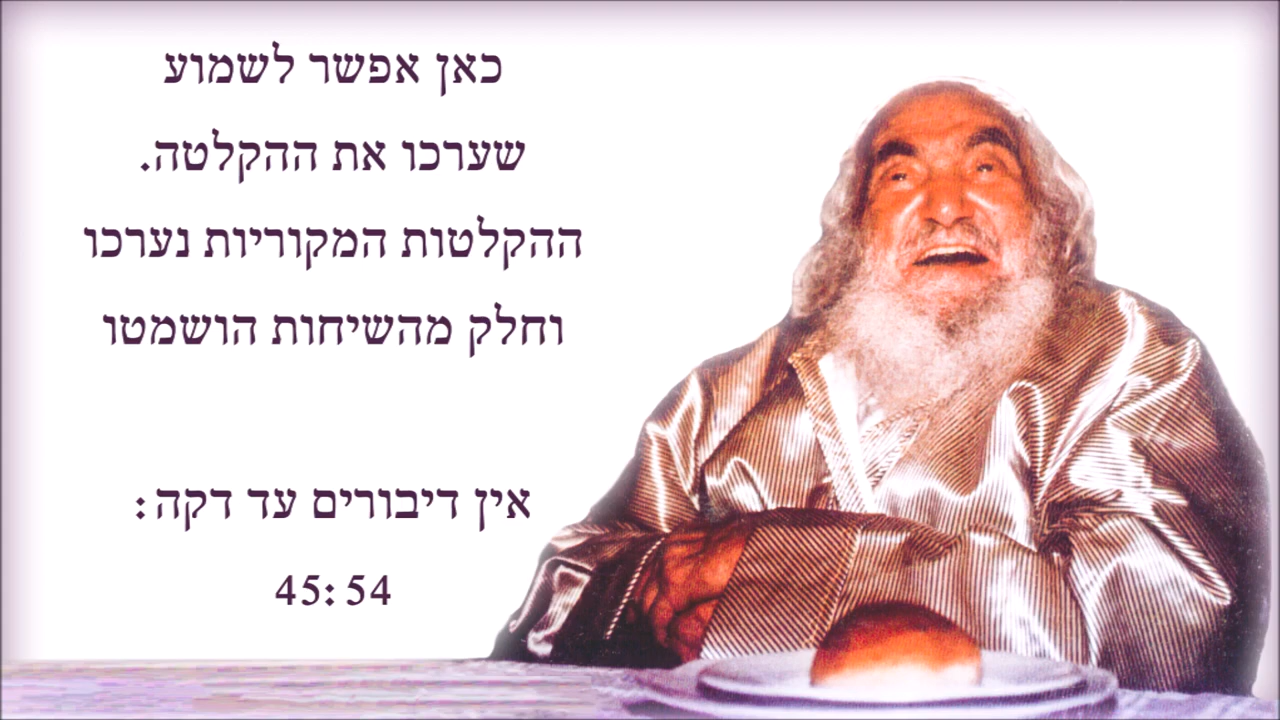 כאן אפשר לשמוע
שערכו את ההקלטה.
ההקלטות המקוריות נערכו
וחלק מהשיחות הושמטו
אין דיבורים עד דקה:
45:54